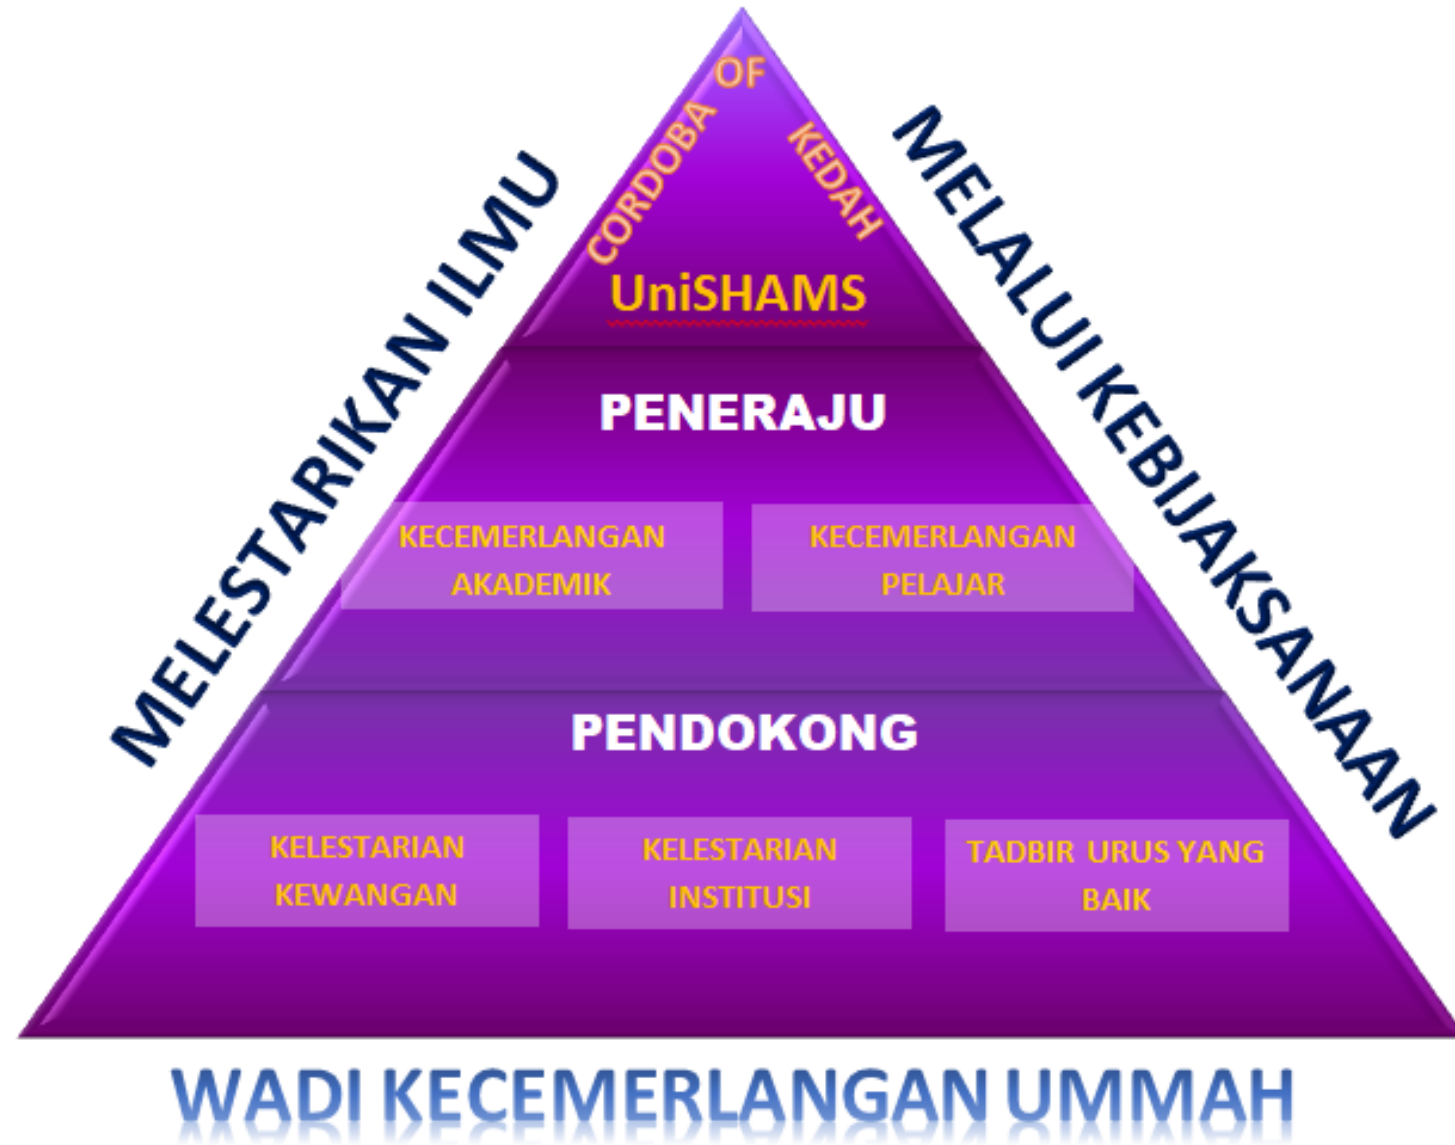 CORDOBA OF KEDAH
UniSHAMS
MELESTARIKAN ILMU
MELALUI KEBIJAKSANAAN
PENERAJU
KECEMERLANGAN
AKADEMIK
KECEMERLANGAN
PELAJAR
PENDOKONG
KELESTARIAN
KEWANGAN
KELESTARIAN
INSTITUSI
TADBIR URUS YANG
BAIK
WADI KECEMERLANGAN UMMAH